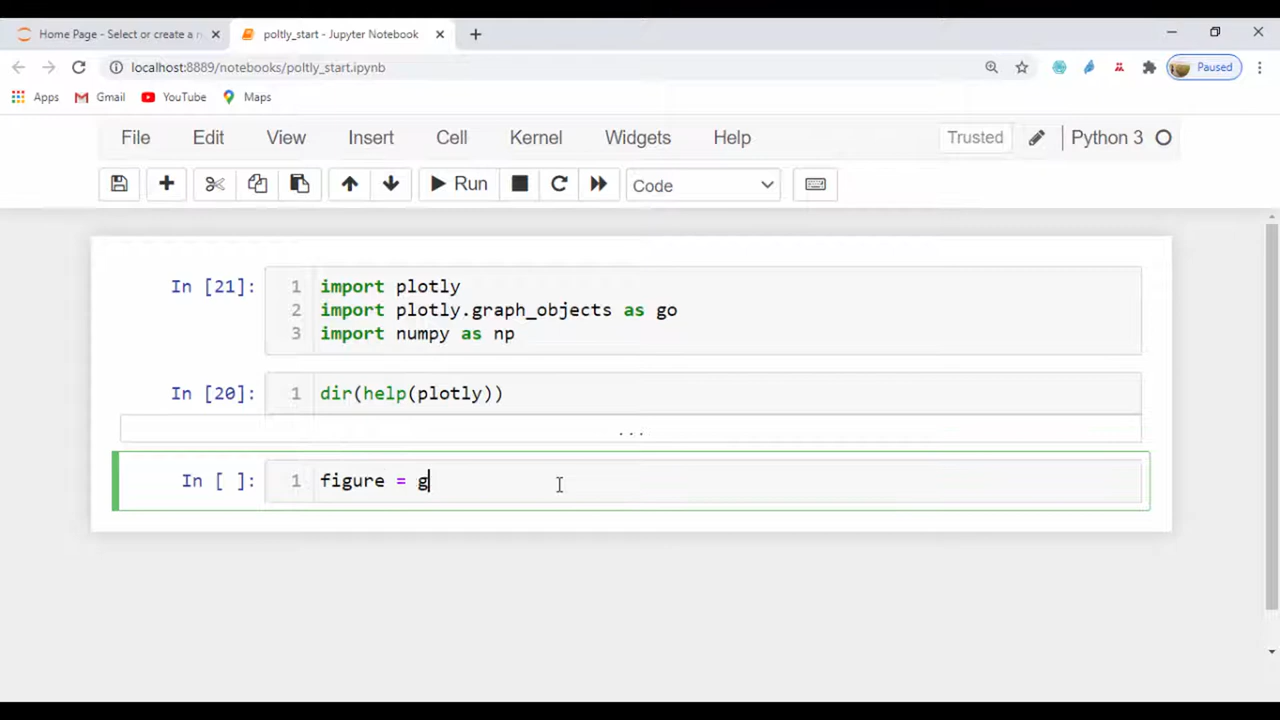 Home Page - Select or create a n
poltly_start - Jupyter Notebook
localhost:8889/notebooks/poltly_start.ipynb
Paused
Apps
Gmail
YouTube
Maps
File
Edit
View
Insert
Cell
Kernel
Widgets
Help
Trusted
Python 3
Run
Code
In [21]:
1 import plotly
2 import plotly.graph_objects as go
3 import numpy as np
In [20]:
1 dir(help(plotly))
...
In [ ]:
1 figure = g